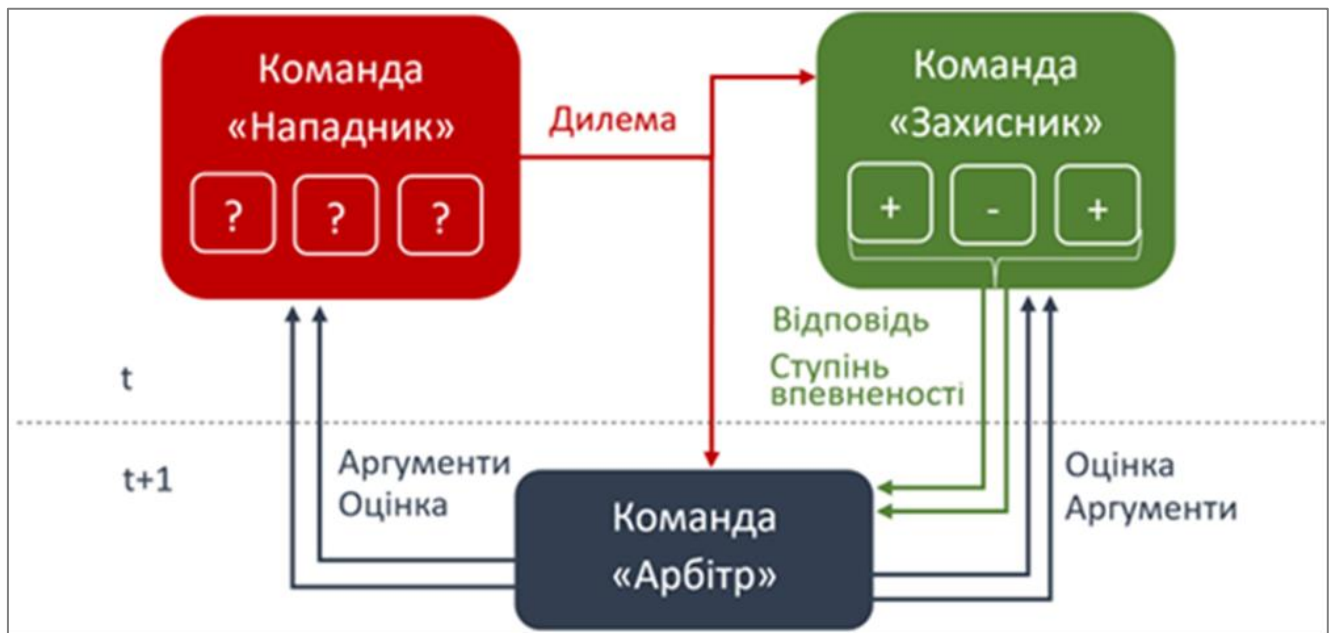 Команда
«Нападник»
? ? ?
Дилема
Команда
«Захисник»
+ - +
Відповідь
Ступінь
впевненості
t
t+1
Аргументи
Оцінка
Команда
«Арбітр»
Оцінка
Аргументи